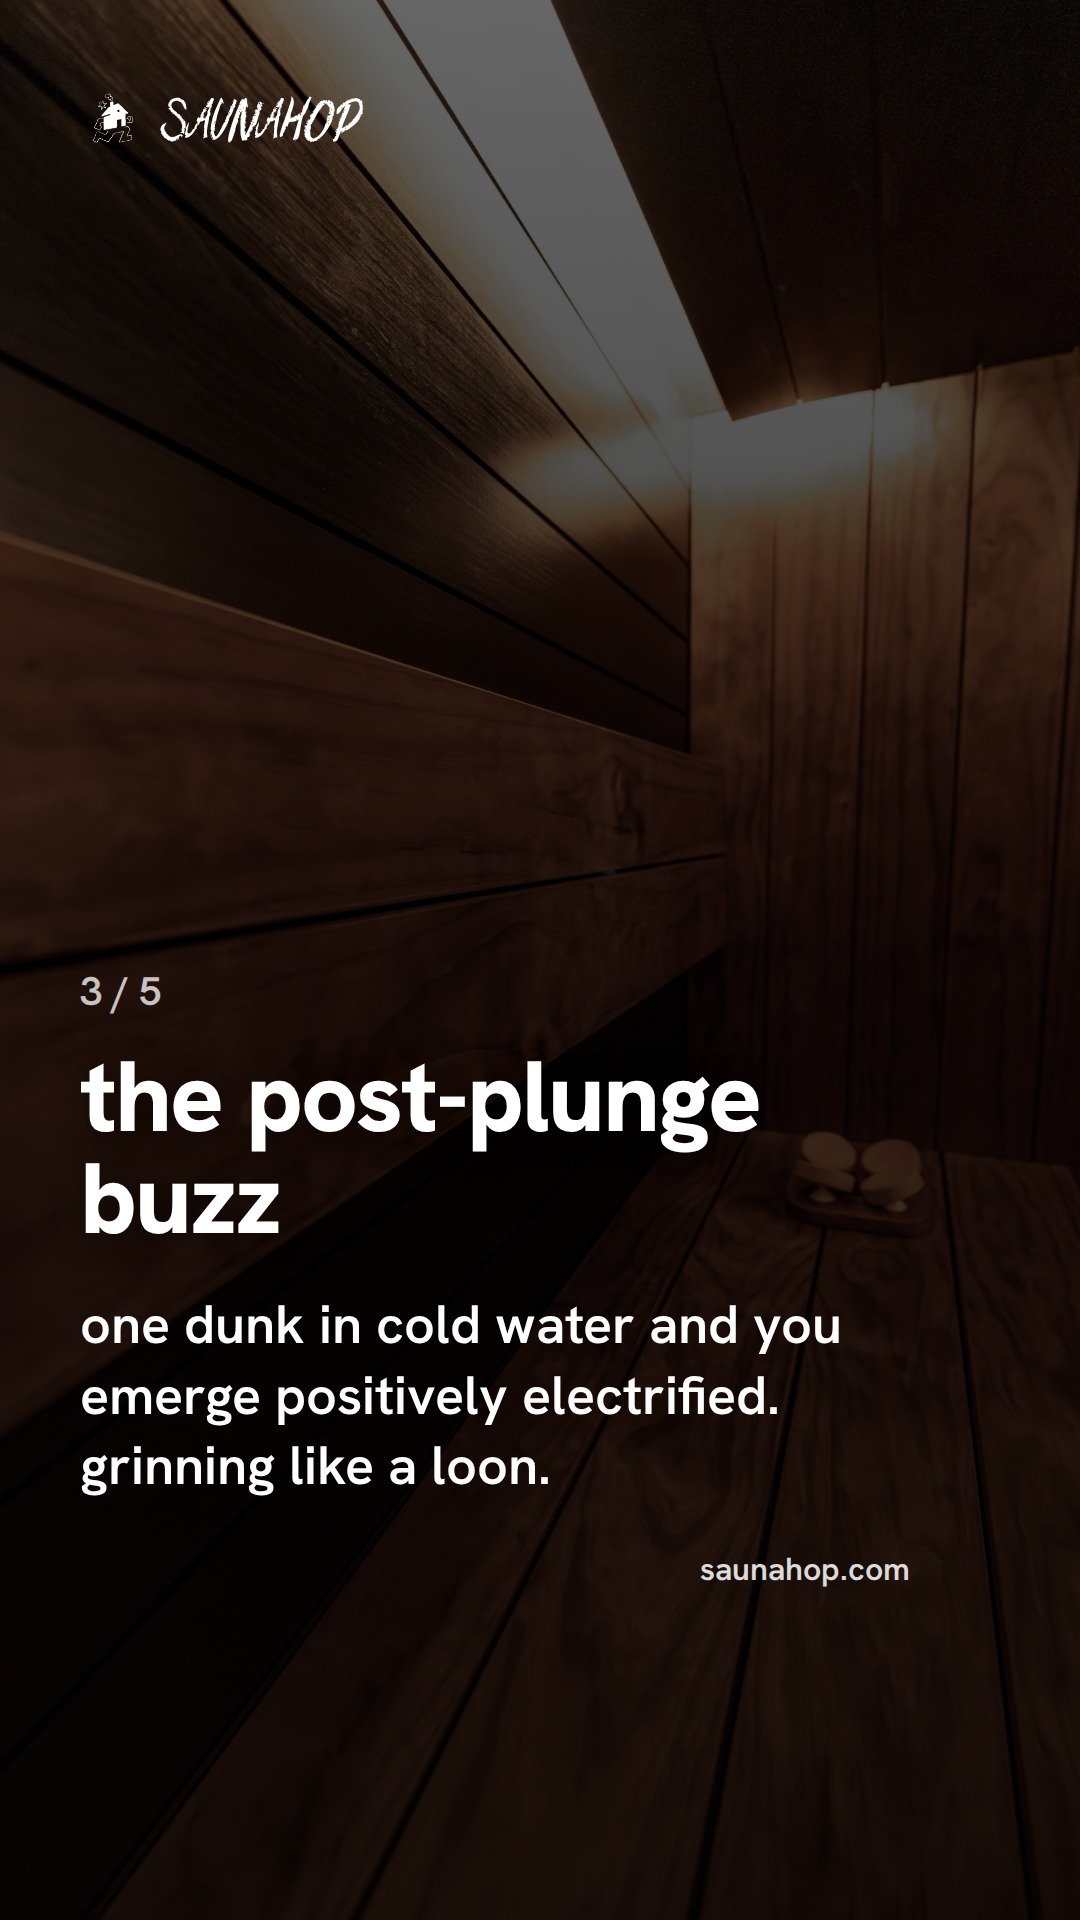 SAUNAHOP
3 / 5
the post-plunge
buzz
one dunk in cold water and you
emerge positively electrified.
grinning like a loon.
saunahop.com